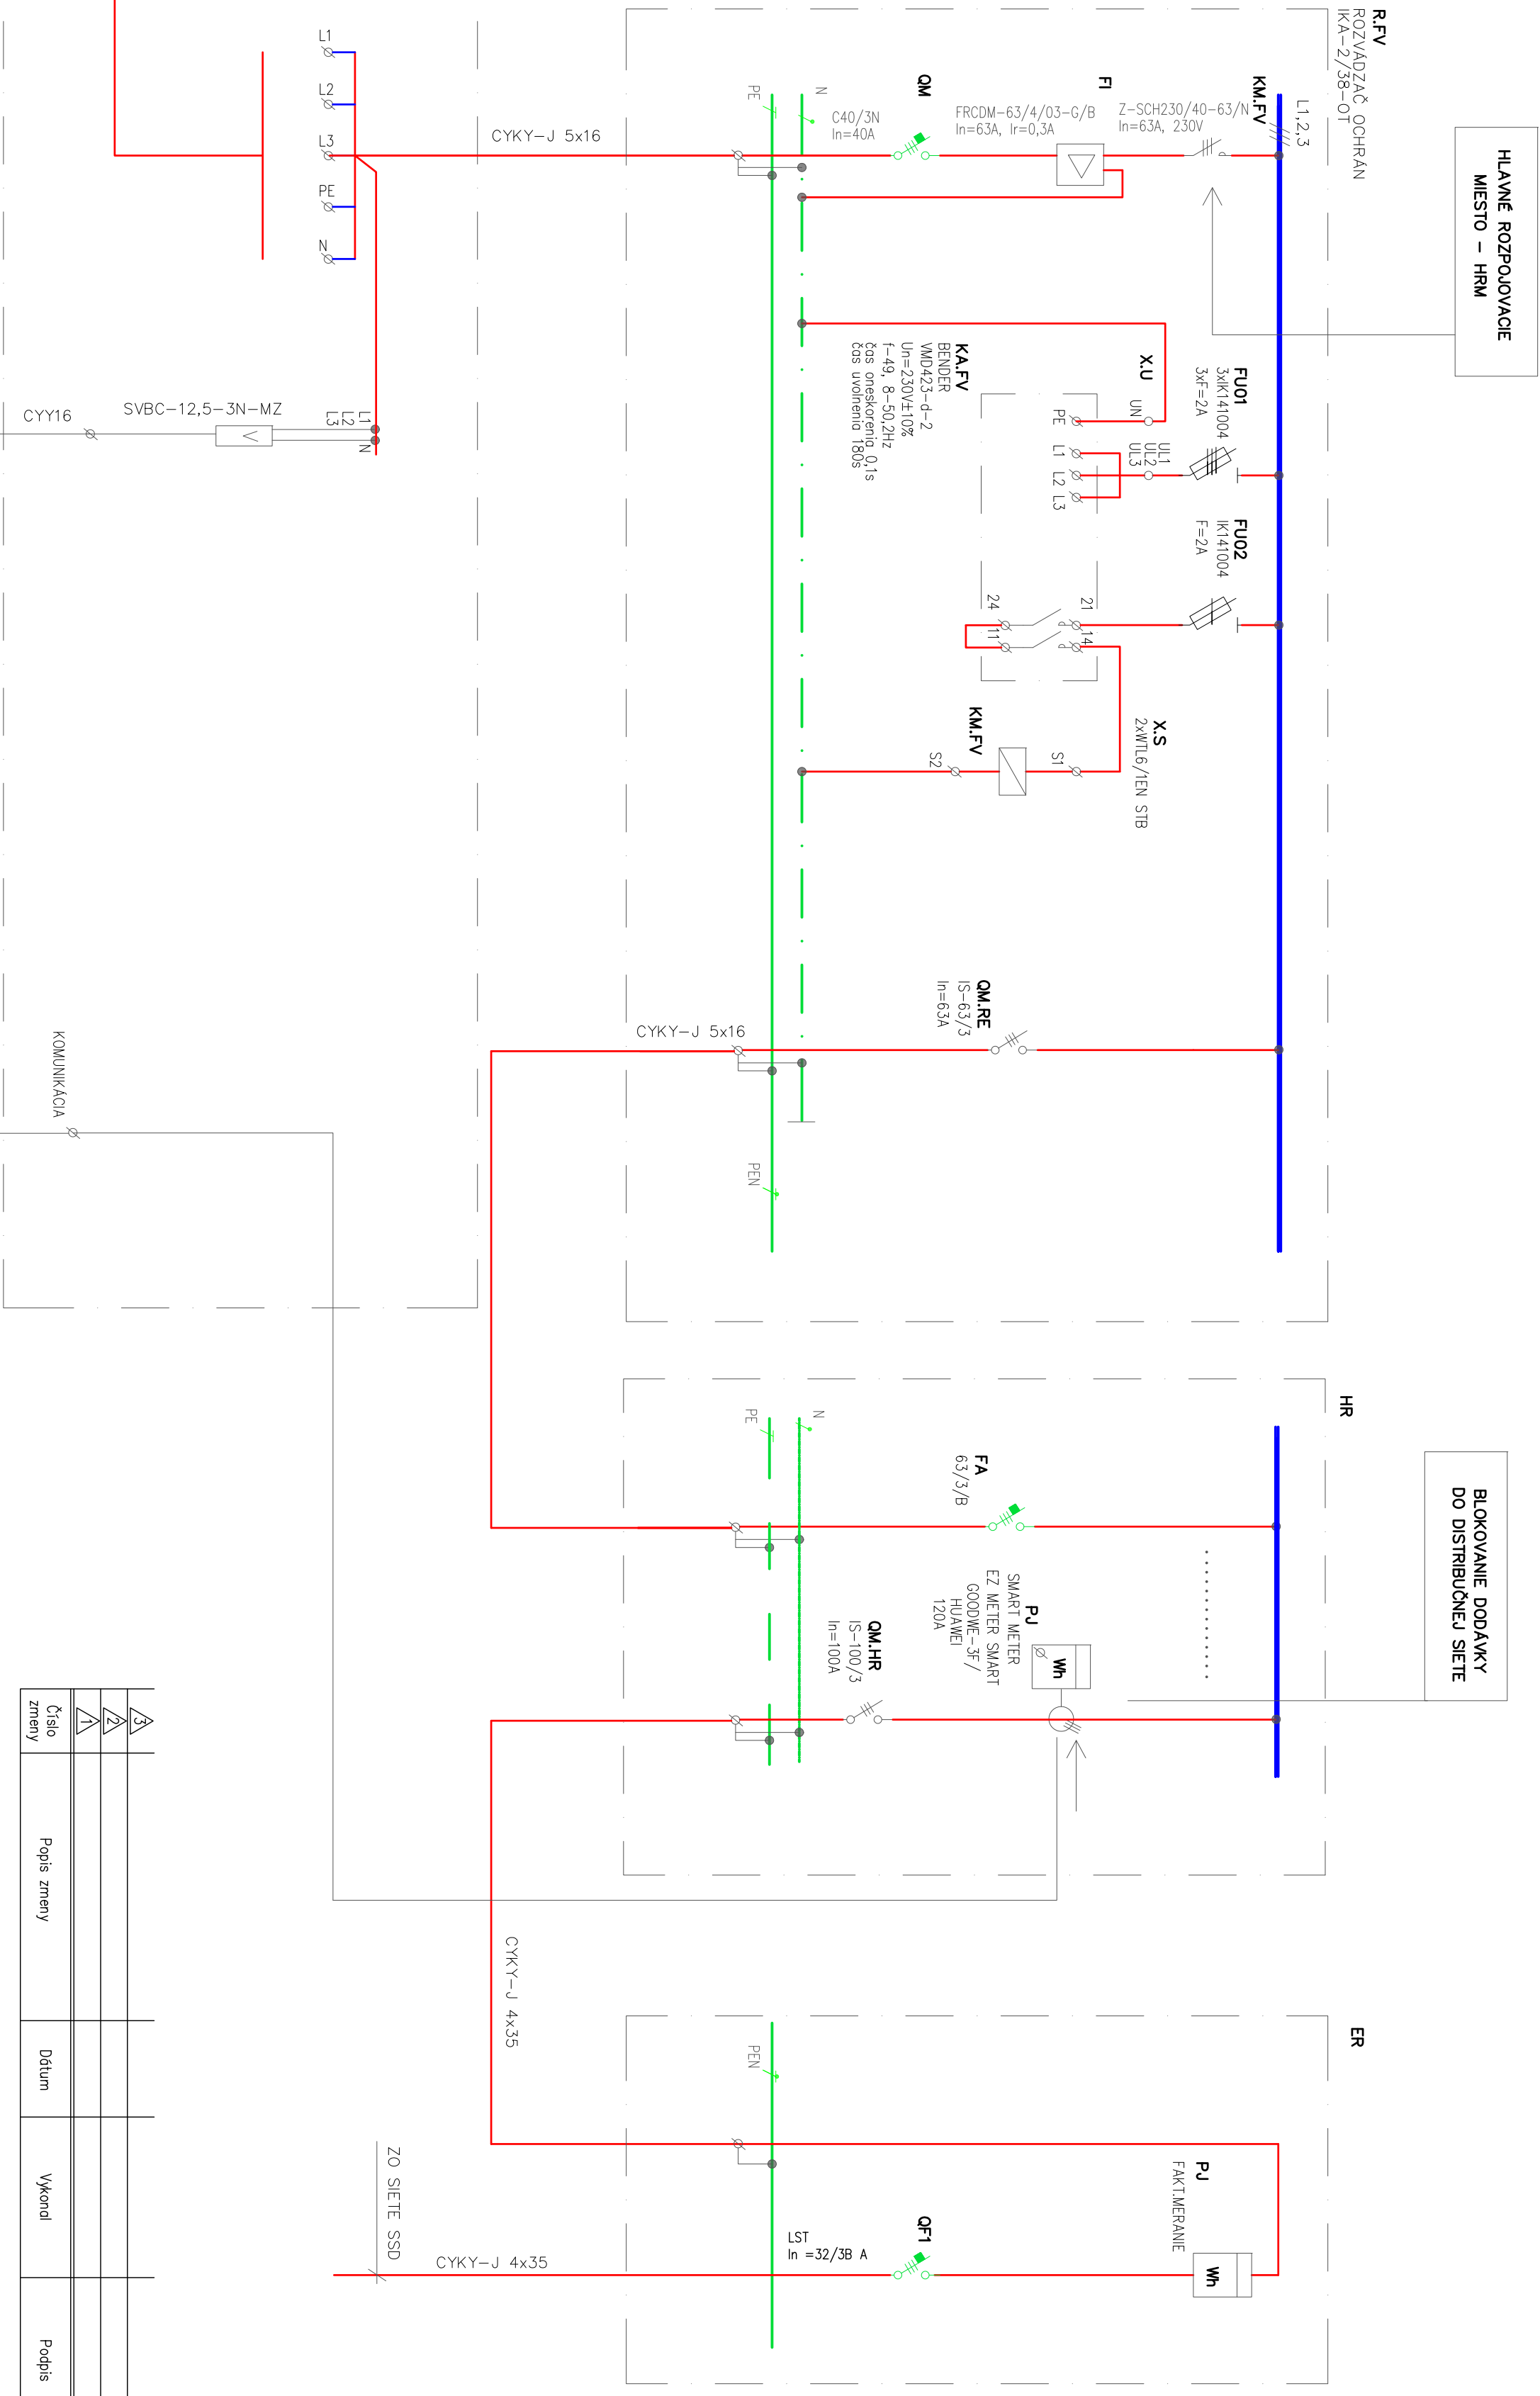 HLAVNÉ ROZPOJOVACIE
MIESTO – HRM
R.FV
ROZVÁDZAČ OCHRÁN
IKA-2/38-OT
L1,2,3
KM.FV
Z-SCH230/40-63/N
In=63A, 230V
FI
FRCDM-63/4/03-G/B
In=63A, Ir=0,3A
QM
C40/3N
In=40A
N
PE
CYKY-J 5x16
FU01
3xIK141004
3xF=2A
FU02
IK141004
F=2A
X.U
UN
UL1
UL2
UL3
PE
L1
L2
L3
21
14
24
11
KA.FV
BENDER
VMD423-d-2
Un=230V±10%
f-49, 8-50,2Hz
čas oneskorenia 0,1s
čas uvolnenia 180s
X.S
2xWTL6/1EN STB
S1
KM.FV
S2
QM.RE
IS-63/3
In=63A
CYKY-J 5x16
PEN
L1
L2
L3
PE
N
L1
L2
L3
N
SVBC-12,5-3N-MZ
CYY16
KOMUNIKÁCIA
BLOKOVANIE DODÁVKY
DO DISTRIBUČNEJ SIETE
HR
FA
63/3/B
PJ
SMART METER
EZ METER SMART
GOODWE-3F/
HUAWEI
120A
Wh
QM.HR
IS-100/3
In=100A
N
PE
CYKY-J 4x35
ER
PJ
FAKT.MERANIE
Wh
QF1
LST
In =32/3B A
PEN
CYKY-J 4x35
ZO SIETE SSD
3
2
1
Číslo
zmeny
Popis zmeny
Dátum
Vykonal
Podpis